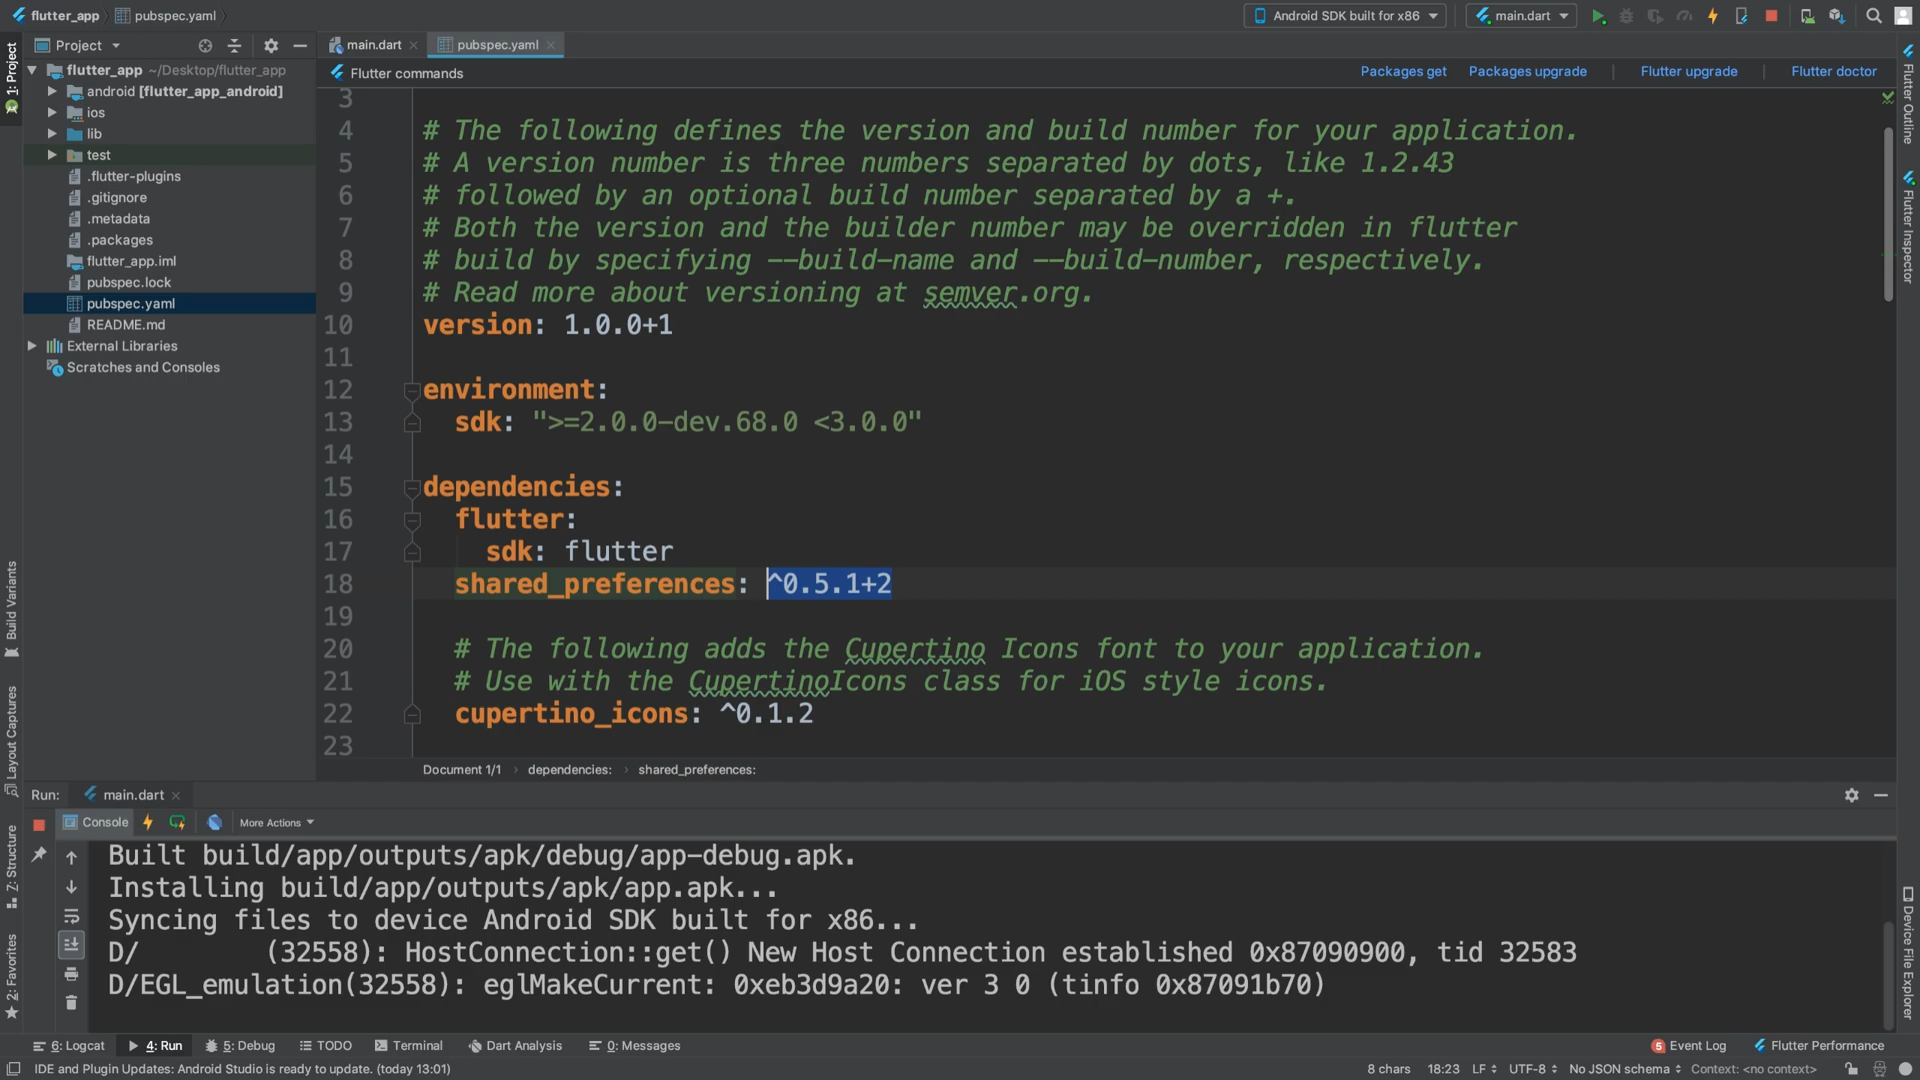 flutter_app
pubspec.yaml
Android SDK built for x86
main.dart
Project
main.dart
pubspec.yaml
1: Project
flutter_app ~/Desktop/flutter_app
android [flutter_app_android]
ios
lib
test
.flutter-plugins
.gitignore
.metadata
.packages
flutter_app.iml
pubspec.lock
pubspec.yaml
README.md
External Libraries
Scratches and Consoles
Flutter commands
Packages get
Packages upgrade
Flutter upgrade
Flutter doctor
3
4 # The following defines the version and build number for your application.
5 # A version number is three numbers separated by dots, like 1.2.43
6 # followed by an optional build number separated by a +.
7 # Both the version and the builder number may be overridden in flutter
8 # build by specifying --build-name and --build-number, respectively.
9 # Read more about versioning at semver.org.
10 version: 1.0.0+1
11
12 environment:
13 sdk: ">=2.0.0-dev.68.0 <3.0.0"
14
15 dependencies:
16 flutter:
17 sdk: flutter
18 shared_preferences: ^0.5.1+2
19
20 # The following adds the Cupertino Icons font to your application.
21 # Use with the CupertinoIcons class for iOS style icons.
22 cupertino_icons: ^0.1.2
23
Document 1/1 › dependencies: › shared_preferences:
Flutter Outline
Flutter Inspector
Device File Explorer
Build Variants
Layout Captures
7: Structure
2: Favorites
Run: main.dart
Console
More Actions
Built build/app/outputs/apk/debug/app-debug.apk.
Installing build/app/outputs/apk/app.apk...
Syncing files to device Android SDK built for x86...
D/ (32558): HostConnection::get() New Host Connection established 0x87090900, tid 32583
D/EGL_emulation(32558): eglMakeCurrent: 0xeb3d9a20: ver 3 0 (tinfo 0x87091b70)
6: Logcat
4: Run
5: Debug
TODO
Terminal
Dart Analysis
0: Messages
5 Event Log
Flutter Performance
IDE and Plugin Updates: Android Studio is ready to update. (today 13:01)
8 chars 18:23 LF UTF-8 No JSON schema Context: <no context>